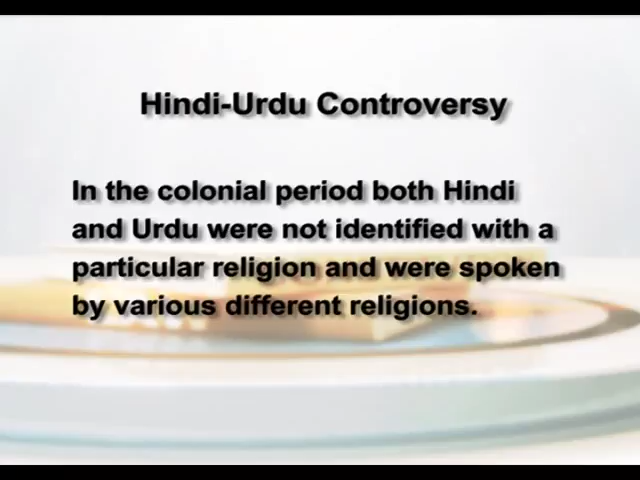 Hindi-Urdu Controversy
In the colonial period both Hindi
and Urdu were not identified with a
particular religion and were spoken
by various different religions.